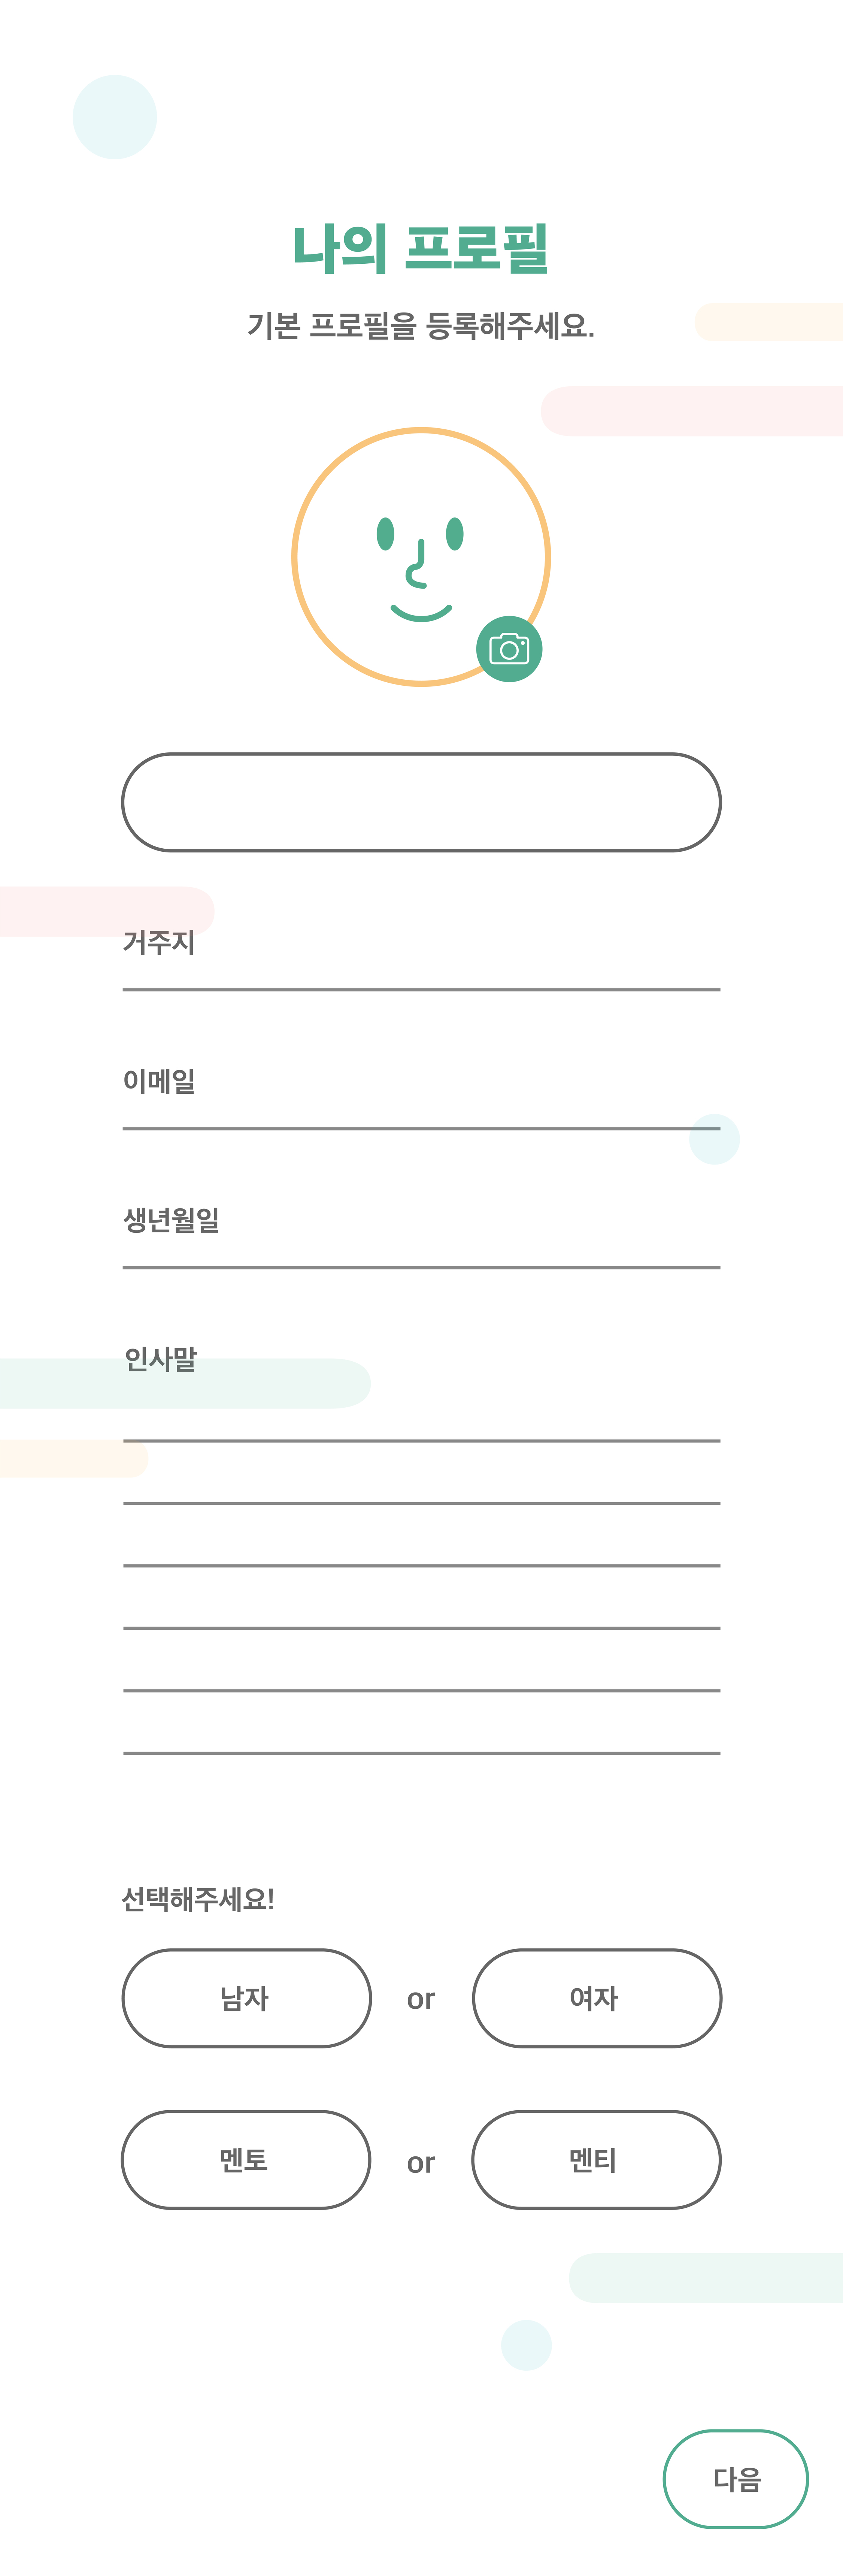 나의 프로필
기본 프로필을 등록해주세요.
거주지
이메일
생년월일
인사말
선택해주세요!
남자 or 여자
멘토 or 멘티
다음